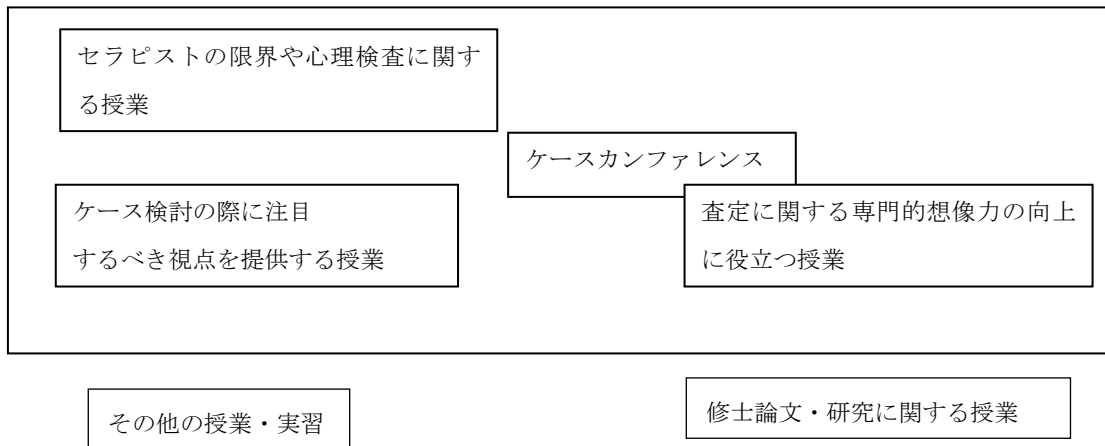 セラピストの限界や心理検査に関す
る授業
ケースカンファレンス
ケース検討の際に注目
するべき視点を提供する授業
査定に関する専門的想像力の向上
に役立つ授業
その他の授業・実習
修士論文・研究に関する授業